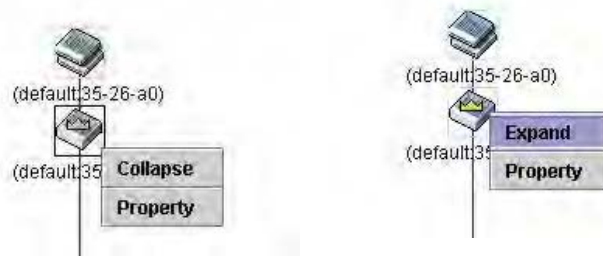 (default:35-26-a0)
(default:35
Collapse
Property
(default:35-26-a0)
(default:35
Expand
Property